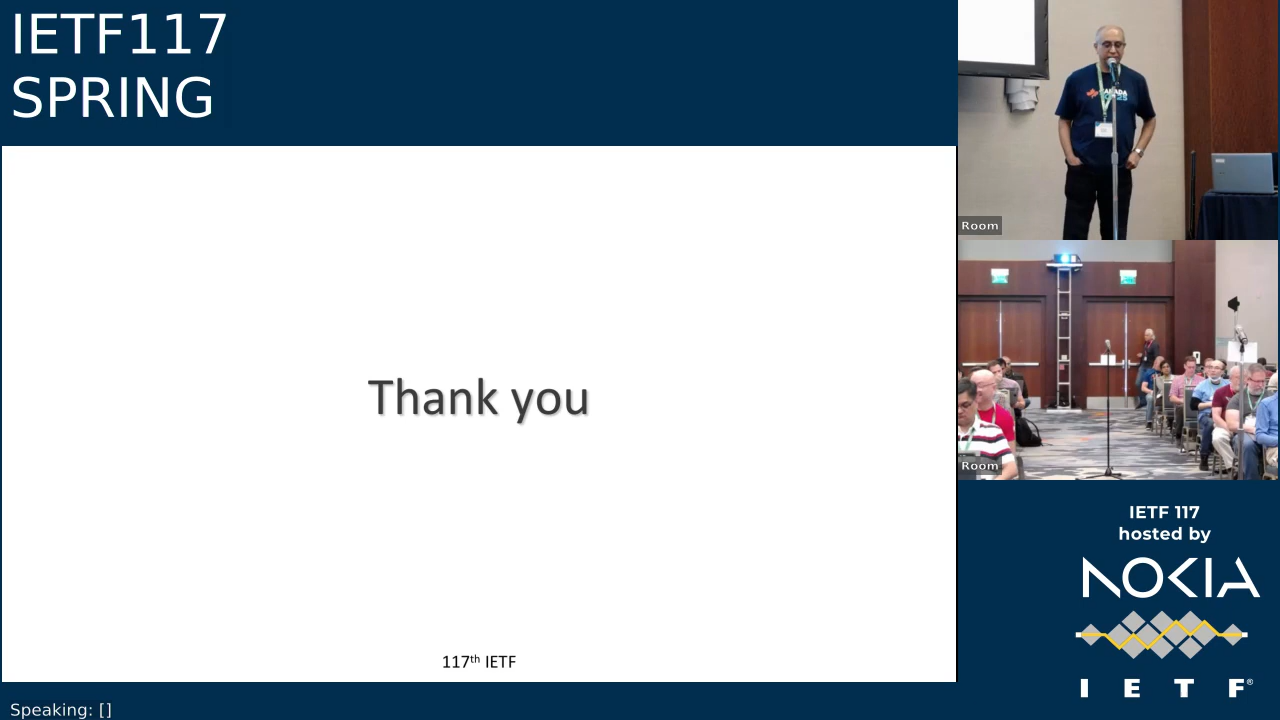 IETF117
SPRING
Thank you
117th IETF
Speaking: []
Room
Room
IETF 117
hosted by
NOKIA
I E T F®